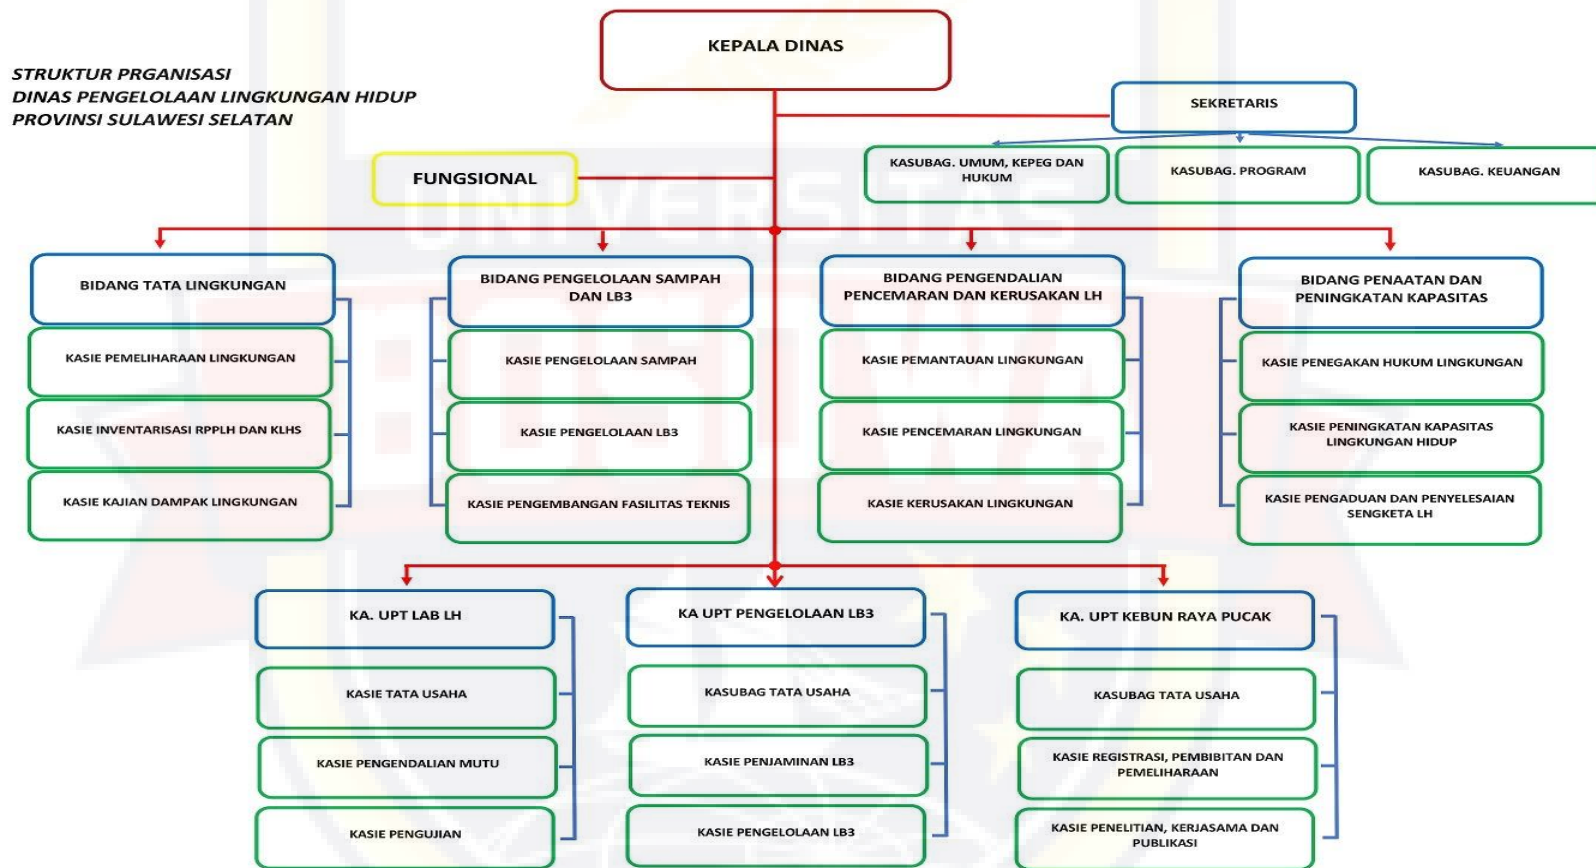 KEPALA DINAS
STRUKTUR PRGANISASI
DINAS PENGELOLAAN LINGKUNGAN HIDUP
PROVINSI SULAWESI SELATAN
SEKRETARIS
KASUBAG. UMUM, KEPEG DAN
HUKUM
KASUBAG. PROGRAM
KASUBAG. KEUANGAN
FUNGSIONAL
UNIVERSITAS
BOSOWA
BIDANG TATA LINGKUNGAN
KASIE PEMELIHARAAN LINGKUNGAN
KASIE INVENTARISASI RPPLH DAN KLHS
KASIE KAJIAN DAMPAK LINGKUNGAN
BIDANG PENGELOLAAN SAMPAH
DAN LB3
KASIE PENGELOLAAN SAMPAH
KASIE PENGELOLAAN LB3
KASIE PENGEMBANGAN FASILITAS TEKNIS
BIDANG PENGENDALIAN
PENCEMARAN DAN KERUSAKAN LH
KASIE PEMANTAUAN LINGKUNGAN
KASIE PENCEMARAN LINGKUNGAN
KASIE KERUSAKAN LINGKUNGAN
BIDANG PENAATAN DAN
PENINGKATAN KAPASITAS
KASIE PENEGAKAN HUKUM LINGKUNGAN
KASIE PENINGKATAN KAPASITAS
LINGKUNGAN HIDUP
KASIE PENGADUAN DAN PENYELESAIAN
SENGKETA LH
KA. UPT LAB LH
KASIE TATA USAHA
KASIE PENGENDALIAN MUTU
KASIE PENGUJIAN
KA UPT PENGELOLAAN LB3
KASUBAG TATA USAHA
KASIE PENJAMINAN LB3
KASIE PENGELOLAAN LB3
KA. UPT KEBUN RAYA PUCAK
KASUBAG TATA USAHA
KASIE REGISTRASI, PEMBIBITAN DAN
PEMELIHARAAN
KASIE PENELITIAN, KERJASAMA DAN
PUBLIKASI